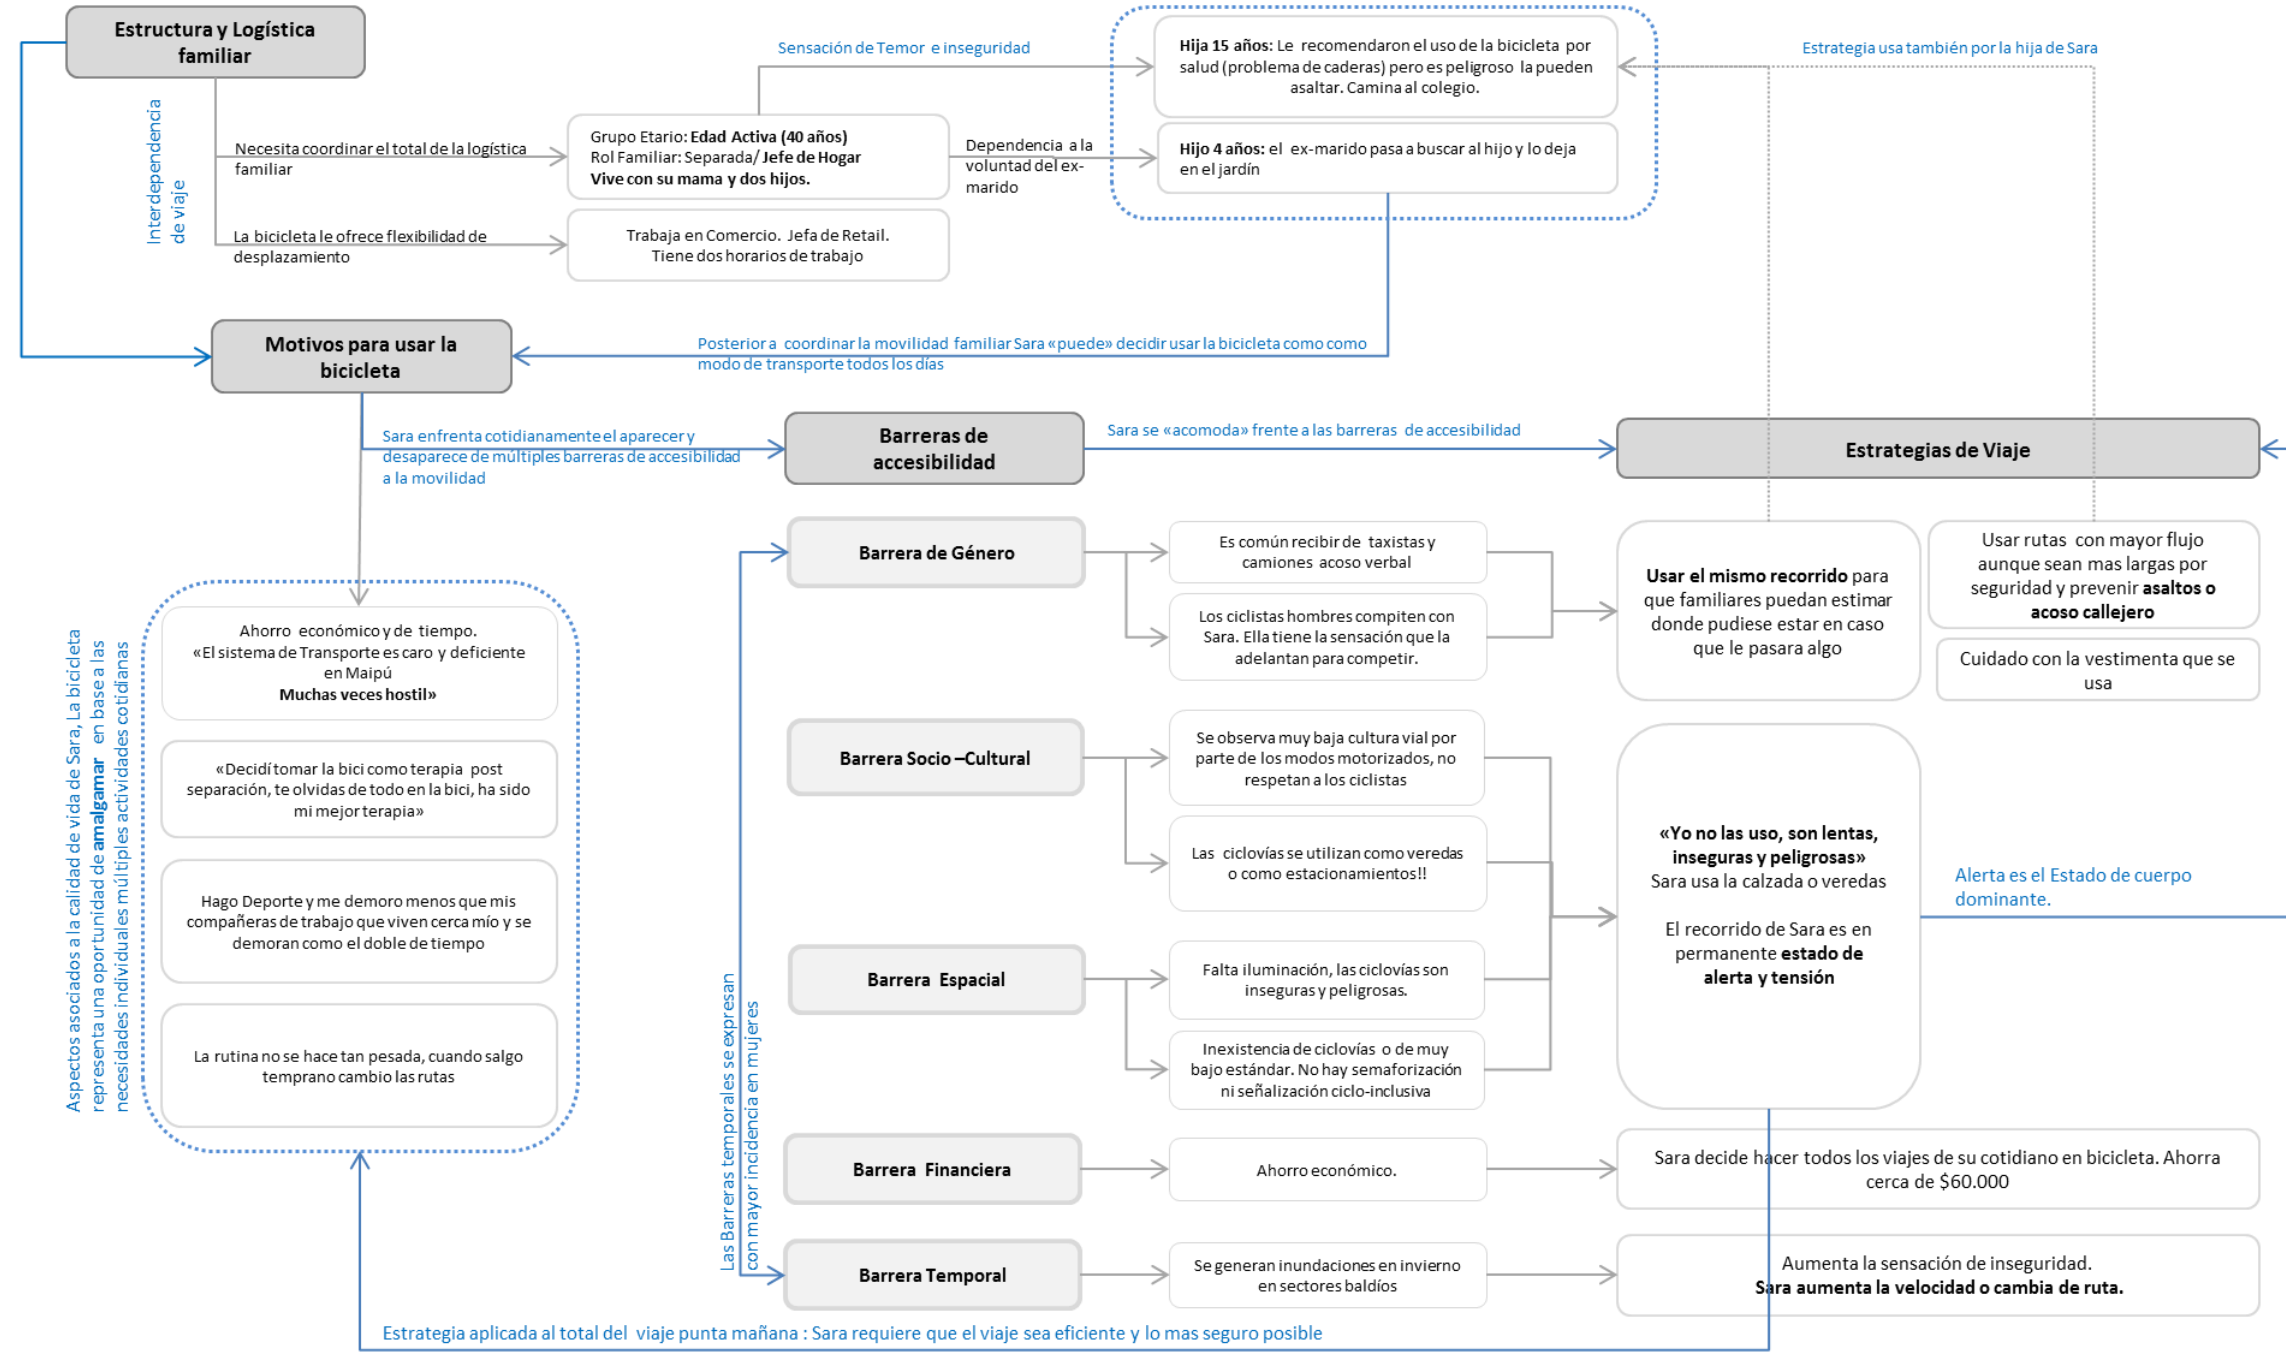 Estructura y Logística
familiar
Interdependencia
de viaje
Necesita coordinar el total de la logística
familiar
La bicicleta le ofrece flexibilidad de
desplazamiento
Grupo Etario: Edad Activa (40 años)
Rol Familiar: Separada/ Jefe de Hogar
Vive con su mama y dos hijos.
Trabaja en Comercio. Jefa de Retail.
Tiene dos horarios de trabajo
Sensación de Temor e inseguridad
Dependencia a la
voluntad del ex-
marido
Hija 15 años: Le recomendaron el uso de la bicicleta por
salud (problema de caderas) pero es peligroso la pueden
asaltar. Camina al colegio.
Hijo 4 años: el ex-marido pasa a buscar al hijo y lo deja
en el jardín
Estrategia usa también por la hija de Sara
Motivos para usar la
bicicleta
Posterior a coordinar la movilidad familiar Sara «puede» decidir usar la bicicleta como como
modo de transporte todos los días
Sara enfrenta cotidianamente el aparecer y
desaparece de múltiples barreras de accesibilidad
a la movilidad
Barreras de
accesibilidad
Sara se «acomoda» frente a las barreras de accesibilidad
Estrategias de Viaje
Aspectos asociados a la calidad de vida de Sara, La bicicleta
representa una oportunidad de amalgamar en base a las
necesidades individuales múltiples actividades cotidianas
Ahorro económico y de tiempo.
«El sistema de Transporte es caro y deficiente
en Maipú
Muchas veces hostil»
«Decidí tomar la bici como terapia post
separación, te olvidas de todo en la bici, ha sido
mi mejor terapia»
Hago Deporte y me demoro menos que mis
compañeras de trabajo que viven cerca mío y se
demoran como el doble de tiempo
La rutina no se hace tan pesada, cuando salgo
temprano cambio las rutas
Las Barreras temporales se expresan
con mayor incidencia en mujeres
Barrera de Género
Es común recibir de taxistas y
camiones acoso verbal
Los ciclistas hombres compiten con
Sara. Ella tiene la sensación que la
adelantan para competir.
Usar el mismo recorrido para
que familiares puedan estimar
donde pudiese estar en caso
que le pasara algo
Usar rutas con mayor flujo
aunque sean mas largas por
seguridad y prevenir asaltos o
acoso callejero
Cuidado con la vestimenta que se
usa
Barrera Socio –Cultural
Se observa muy baja cultura vial por
parte de los modos motorizados, no
respetan a los ciclistas
Las ciclovías se utilizan como veredas
o como estacionamientos!!
Barrera Espacial
Falta iluminación, las ciclovías son
inseguras y peligrosas.
Inexistencia de ciclovías o de muy
bajo estándar. No hay semaforización
ni señalización ciclo-inclusiva
«Yo no las uso, son lentas,
inseguras y peligrosas»
Sara usa la calzada o veredas
El recorrido de Sara es en
permanente estado de
alerta y tensión
Alerta es el Estado de cuerpo
dominante.
Barrera Financiera
Ahorro económico.
Sara decide hacer todos los viajes de su cotidiano en bicicleta. Ahorra
cerca de $60.000
Barrera Temporal
Se generan inundaciones en invierno
en sectores baldíos
Aumenta la sensación de inseguridad.
Sara aumenta la velocidad o cambia de ruta.
Estrategia aplicada al total del viaje punta mañana : Sara requiere que el viaje sea eficiente y lo mas seguro posible